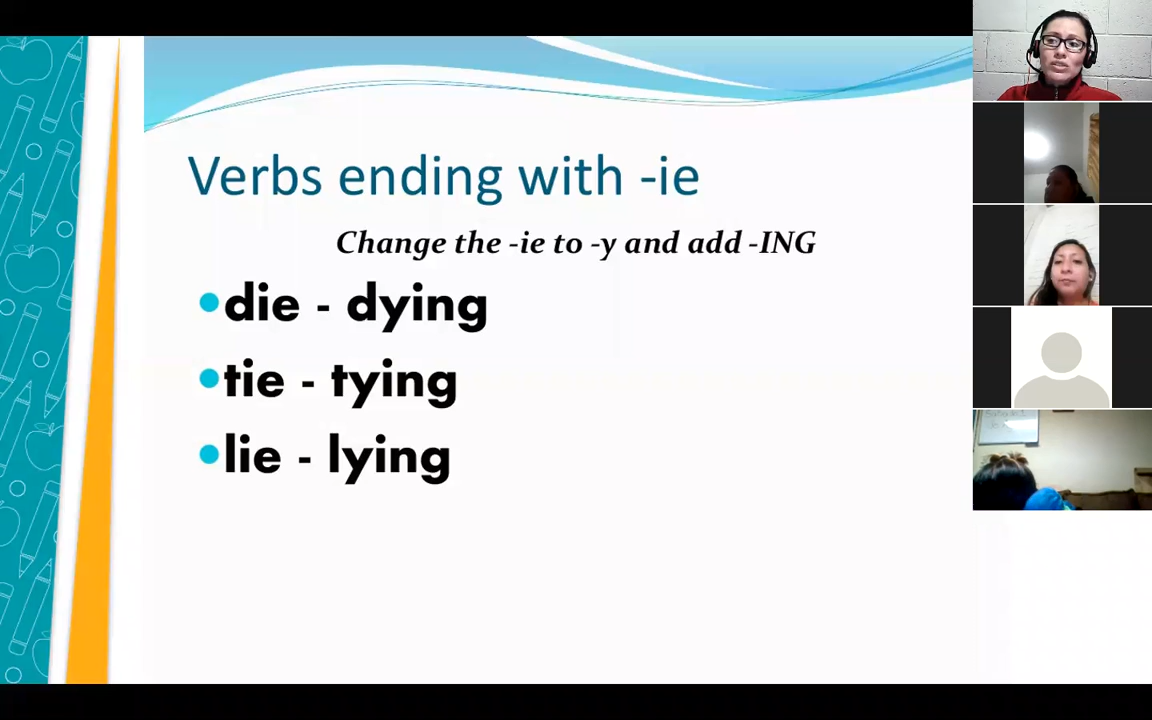 Verbs ending with -ie
Change the -ie to -y and add -ING
•die - dying
•tie - tying
•lie - lying